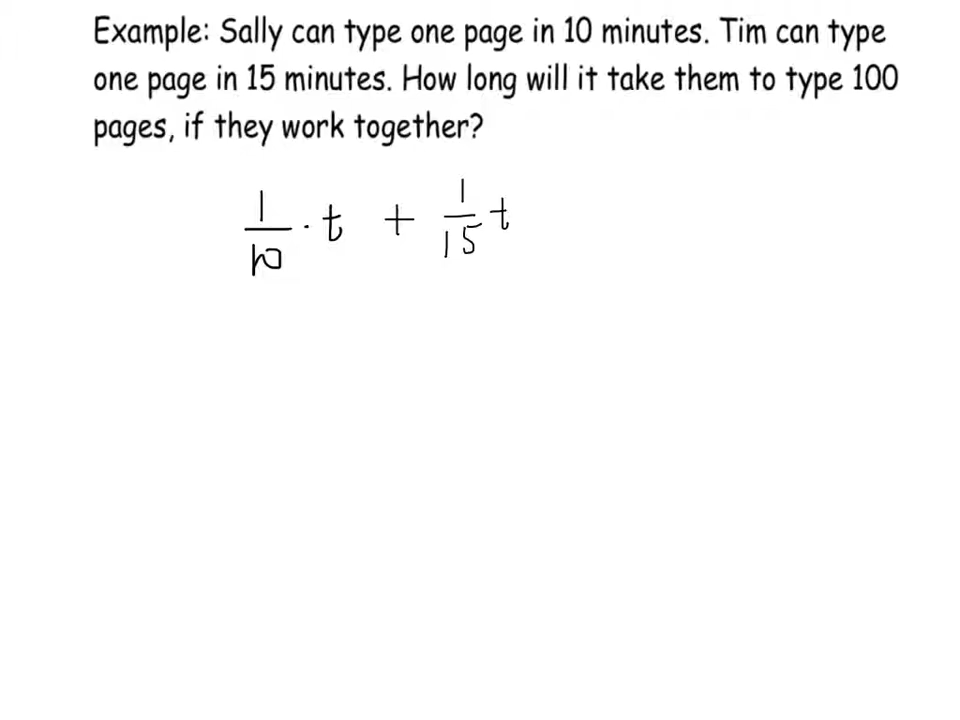 Example: Sally can type one page in 10 minutes. Tim can type
one page in 15 minutes. How long will it take them to type 100
pages, if they work together?
1/10 · t + 1/15 t